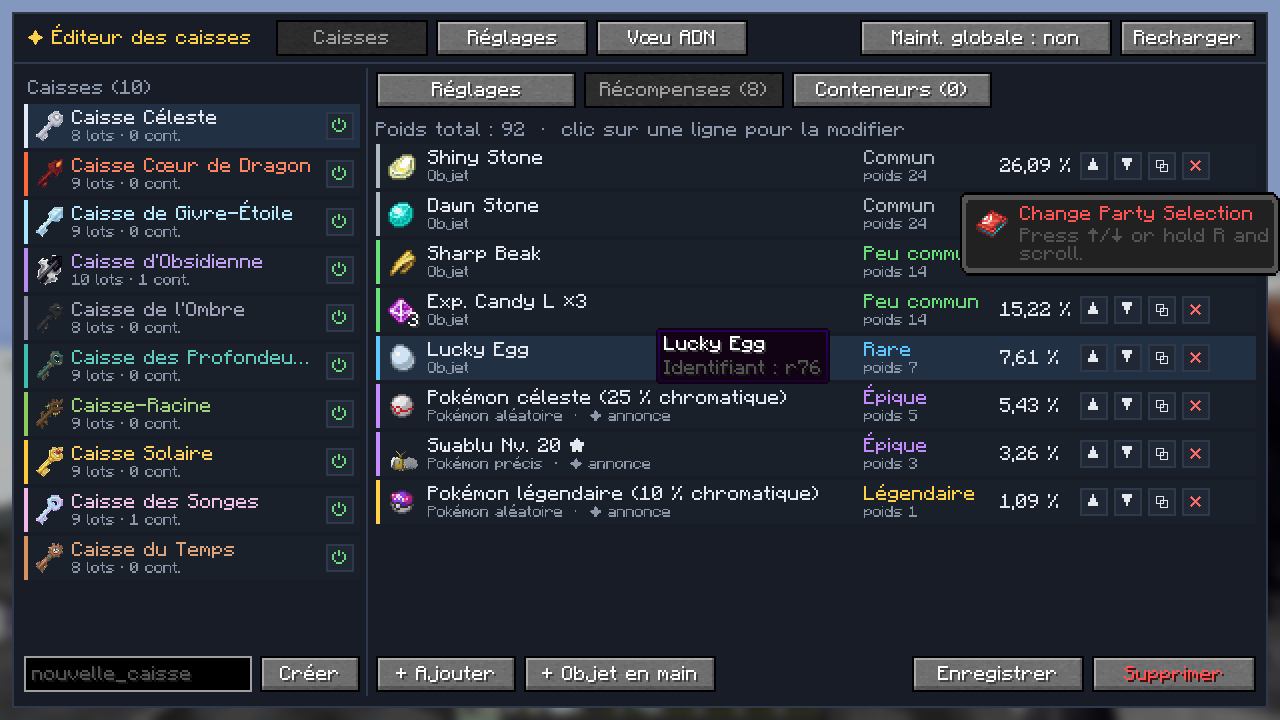 ✦ Éditeur des caisses
Caisses
Réglages
Vœu ADN
Maint. globale : non
Recharger
Caisses (10)
Caisse Céleste
8 lots · 0 cont.
Caisse Cœur de Dragon
9 lots · 0 cont.
Caisse de Givre-Étoile
9 lots · 0 cont.
Caisse d'Obsidienne
10 lots · 1 cont.
Caisse de l'Ombre
8 lots · 0 cont.
Caisse des Profondeu...
9 lots · 0 cont.
Caisse-Racine
9 lots · 0 cont.
Caisse Solaire
9 lots · 0 cont.
Caisse des Songes
9 lots · 1 cont.
Caisse du Temps
8 lots · 0 cont.
nouvelle_caisse
Créer
Réglages
Récompenses (8)
Conteneurs (0)
Poids total : 92 · clic sur une ligne pour la modifier
Shiny Stone
Objet
Commun
poids 24
26,09 %
Dawn Stone
Objet
Commun
poids 24
Change Party Selection
Press ↑/↓ or hold R and
scroll.
Sharp Beak
Objet
Peu commu
poids 14
Exp. Candy L ×3
Objet
3
Peu commun
poids 14
15,22 %
Lucky Egg
Objet
Lucky Egg
Identifiant : r76
Rare
poids 7
7,61 %
Pokémon céleste (25 % chromatique)
Pokémon aléatoire · ✦ annonce
Épique
poids 5
5,43 %
Swablu Nv. 20 ★
Pokémon précis · ✦ annonce
Épique
poids 3
3,26 %
Pokémon légendaire (10 % chromatique)
Pokémon aléatoire · ✦ annonce
Légendaire
poids 1
1,09 %
+ Ajouter
+ Objet en main
Enregistrer
Supprimer